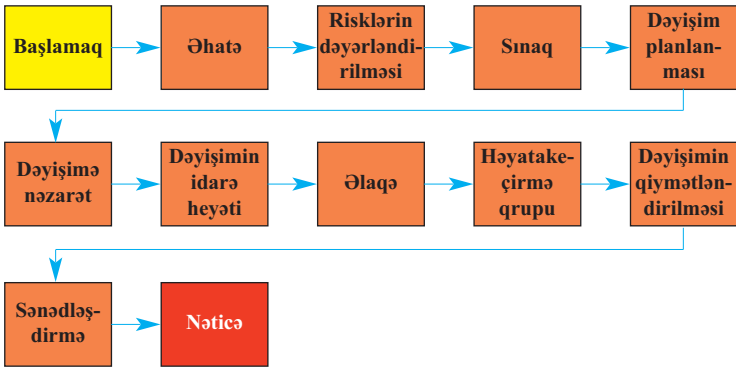 Başlamaq
Əhatə
Risklərin
dəyərləndi-
rilməsi
Sınaq
Dəyişim
planlan-
ması
Dəyişimə
nəzarət
Dəyişimin
idarə
heyəti
Əlaqə
Həyatake-
çirmə
qrupu
Dəyişimin
qiymətlən-
dirilməsi
Sənədləş-
dirmə
Nəticə